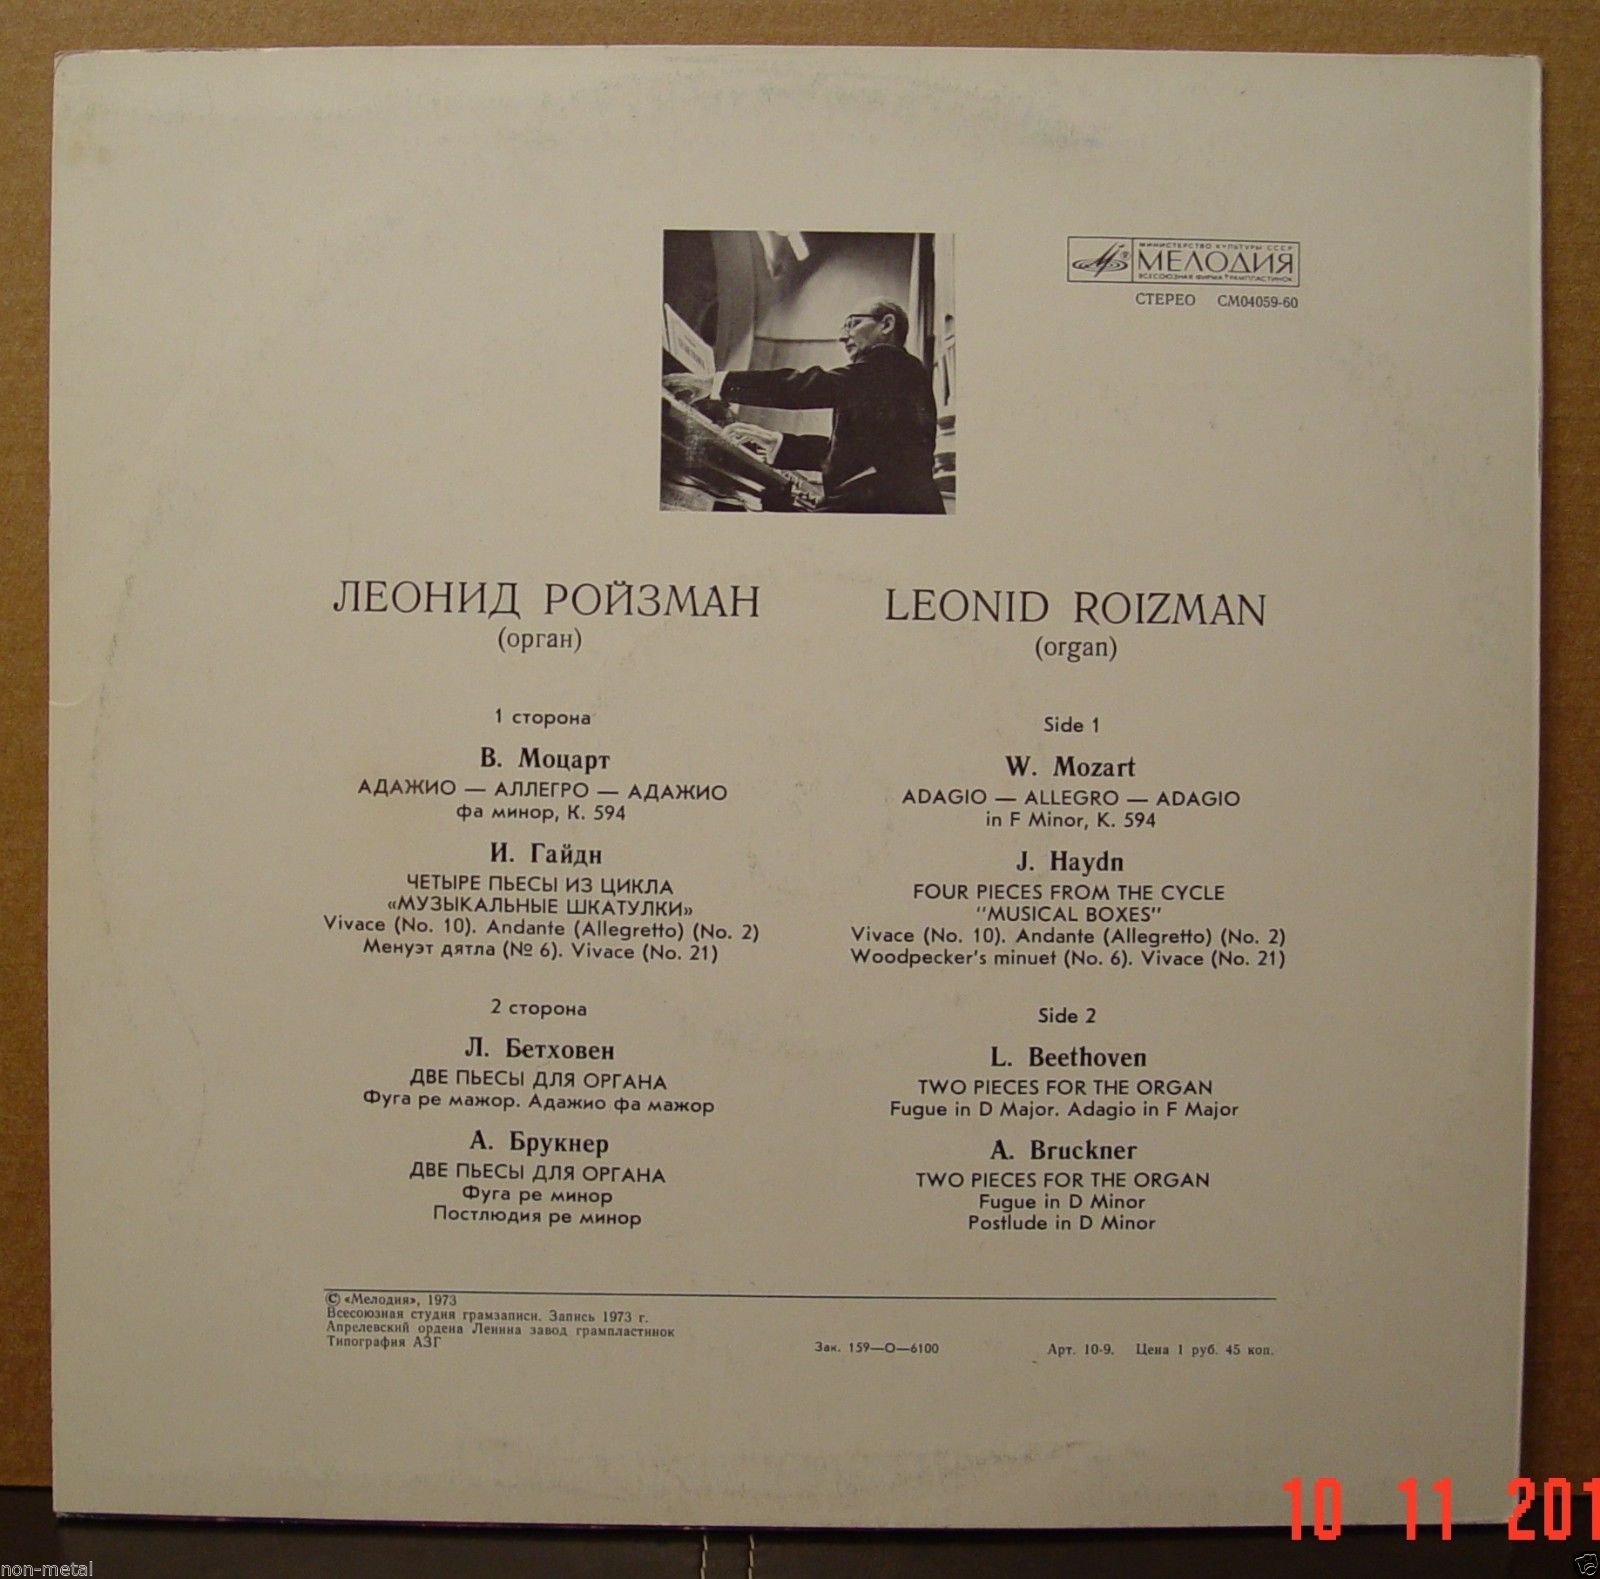 МИНИСТЕРСТВО КУЛЬТУРЫ СССР
МЕЛОДИЯ
ВСЕСОЮЗНАЯ ФИРМА ГРАМПЛАСТИНОК
СТЕРЕО СМ04059-60
ЛЕОНИД РОЙЗМАН
(орган)
1 сторона
В. Моцарт
АДАЖИО — АЛЛЕГРО — АДАЖИО
фа минор, К. 594
И. Гайдн
ЧЕТЫРЕ ПЬЕСЫ ИЗ ЦИКЛА
«МУЗЫКАЛЬНЫЕ ШКАТУЛКИ»
Vivace (No. 10). Andante (Allegretto) (No. 2)
Менуэт дятла (№ 6). Vivace (No. 21)
2 сторона
Л. Бетховен
ДВЕ ПЬЕСЫ ДЛЯ ОРГАНА
Фуга ре мажор. Адажио фа мажор
А. Брукнер
ДВЕ ПЬЕСЫ ДЛЯ ОРГАНА
Фуга ре минор
Постлюдия ре минор
LEONID ROIZMAN
(organ)
Side 1
W. Mozart
ADAGIO — ALLEGRO — ADAGIO
in F Minor, K. 594
J. Haydn
FOUR PIECES FROM THE CYCLE
"MUSICAL BOXES"
Vivace (No. 10). Andante (Allegretto) (No. 2)
Woodpecker's minuet (No. 6). Vivace (No. 21)
Side 2
L. Beethoven
TWO PIECES FOR THE ORGAN
Fugue in D Major. Adagio in F Major
A. Bruckner
TWO PIECES FOR THE ORGAN
Fugue in D Minor
Postlude in D Minor
© «Мелодия», 1973
Всесоюзная студия грамзаписи. Запись 1973 г.
Апрелевский ордена Ленина завод грампластинок
Типография АЗГ
Зак. 159—О—6100
Арт. 10-9. Цена 1 руб. 45 коп.
10 11 201
non-metal